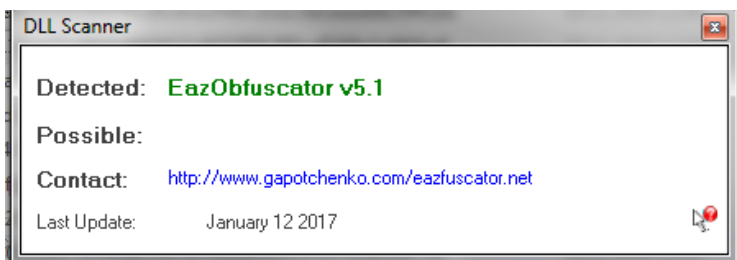 DLL Scanner
Detected: EazObfuscator v5.1
Possible:
Contact: http://www.gapotchenko.com/eazfuscator.net
Last Update: January 12 2017